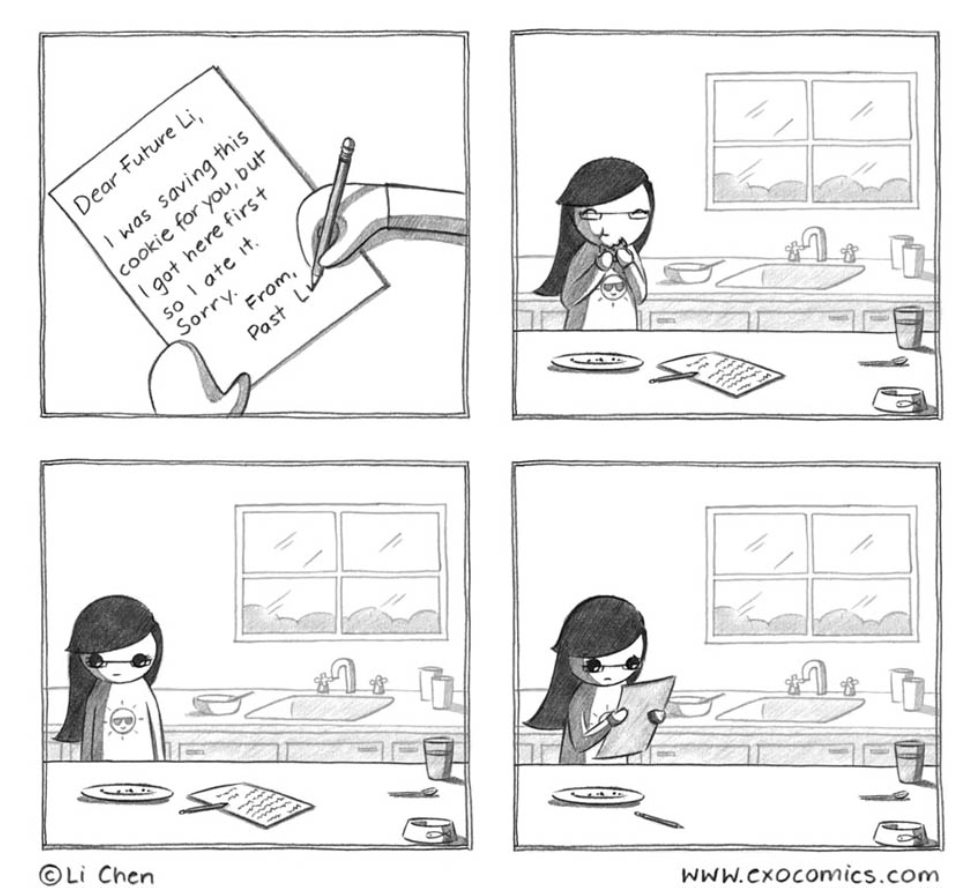 Dear Future Li,
I was saving this
cookie for you, but
I got here first
so I ate it.
Sorry.
From,
Past Li
© Li Chen
www.exocomics.com